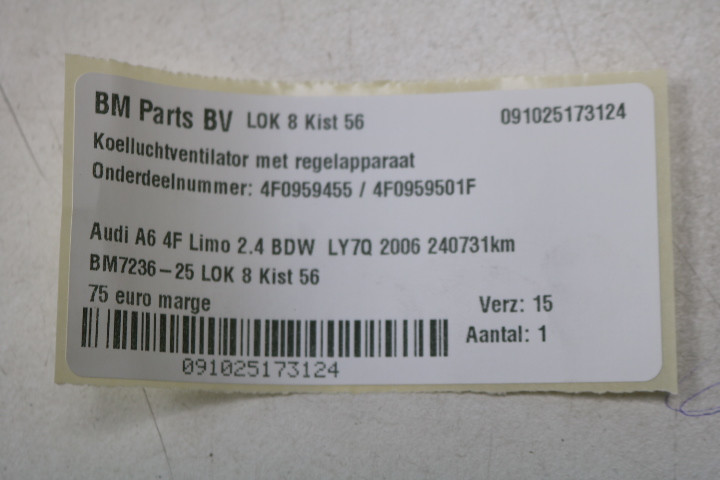 BM Parts BV LOK 8 Kist 56 091025173124
Koelluchtventilator met regelapparaat
Onderdeelnummer: 4F0959455 / 4F0959501F
Audi A6 4F Limo 2.4 BDW LY7Q 2006 240731km
BM7236-25 LOK 8 Kist 56
75 euro marge Verz: 15
Aantal: 1
091025173124